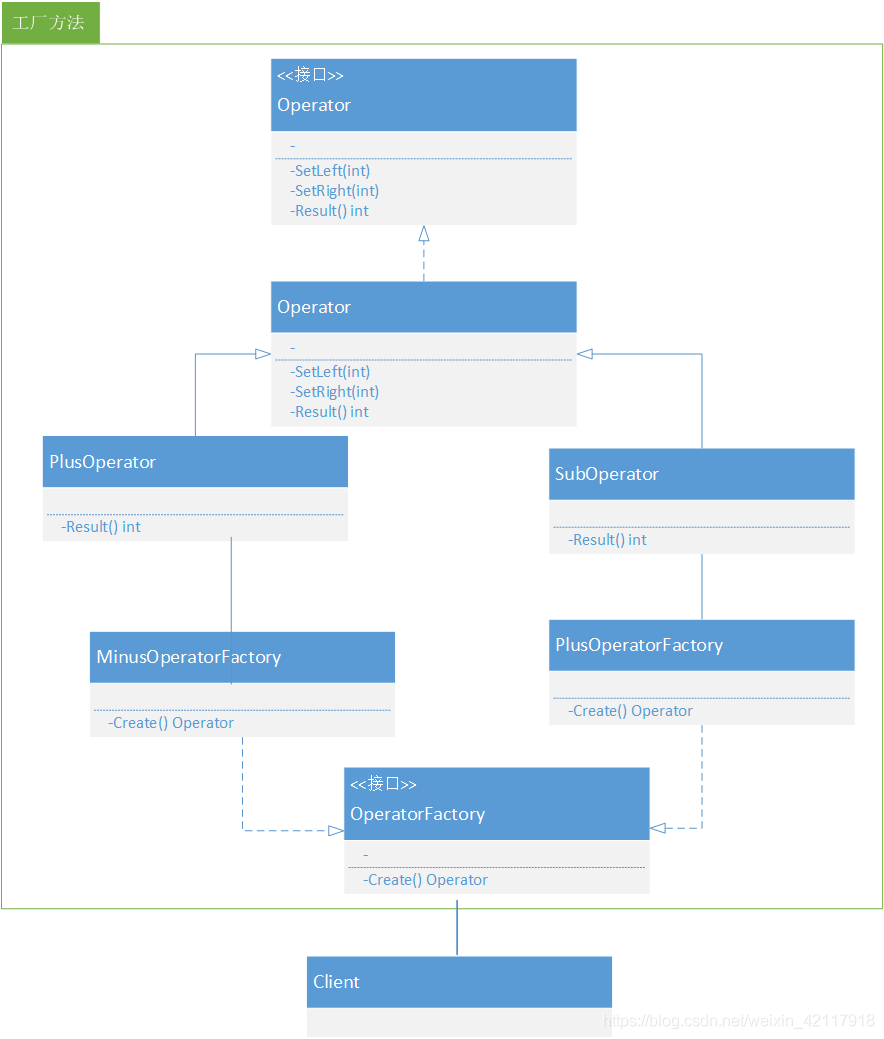 工厂方法
<<接口>>
Operator
-
-SetLeft(int)
-SetRight(int)
-Result() int
Operator
-
-SetLeft(int)
-SetRight(int)
-Result() int
PlusOperator
-Result() int
SubOperator
-Result() int
MinusOperatorFactory
-Create() Operator
PlusOperatorFactory
-Create() Operator
<<接口>>
OperatorFactory
-
-Create() Operator
Client
https://blog.csdn.net/weixin_42117918